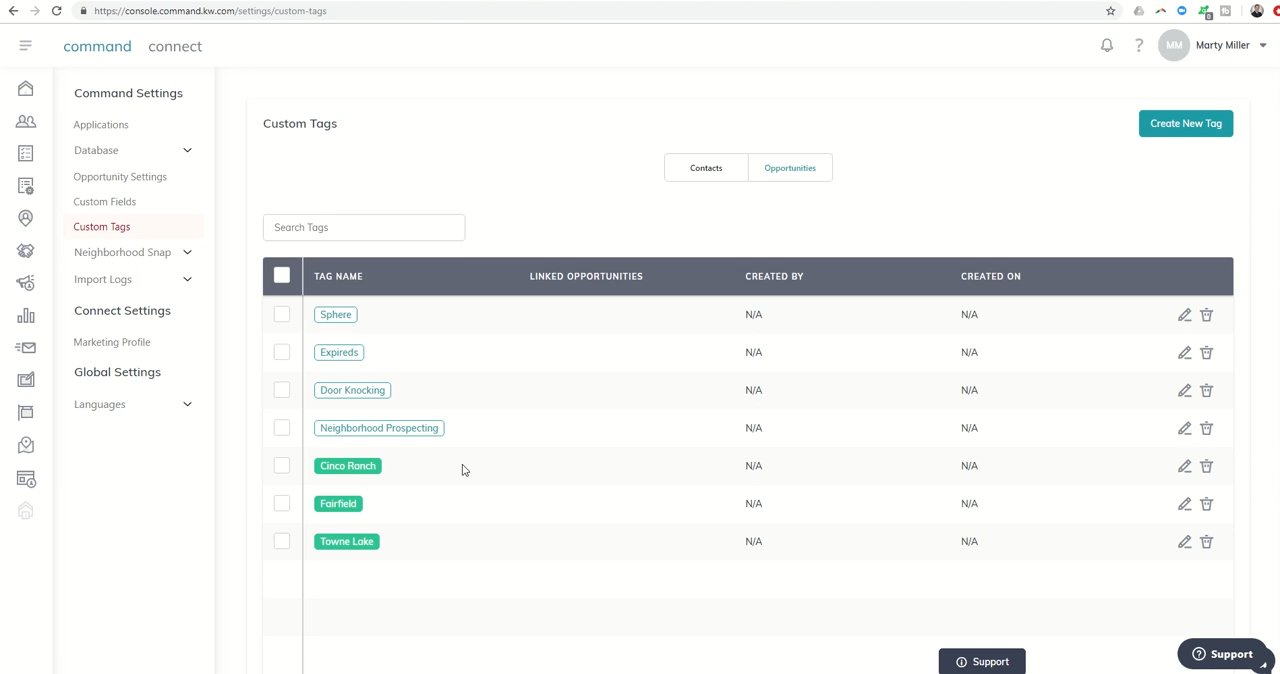 https://console.command.kw.com/settings/custom-tags
0
command connect
? MM Marty Miller
Command Settings
Applications
Database
Opportunity Settings
Custom Fields
Custom Tags
Neighborhood Snap
Import Logs
Connect Settings
Marketing Profile
Global Settings
Languages
Custom Tags
Create New Tag
Contacts Opportunities
Search Tags
TAG NAME LINKED OPPORTUNITIES CREATED BY CREATED ON
Sphere N/A N/A
Expireds N/A N/A
Door Knocking N/A N/A
Neighborhood Prospecting N/A N/A
Cinco Ranch N/A N/A
Fairfield N/A N/A
Towne Lake N/A N/A
Support
Support